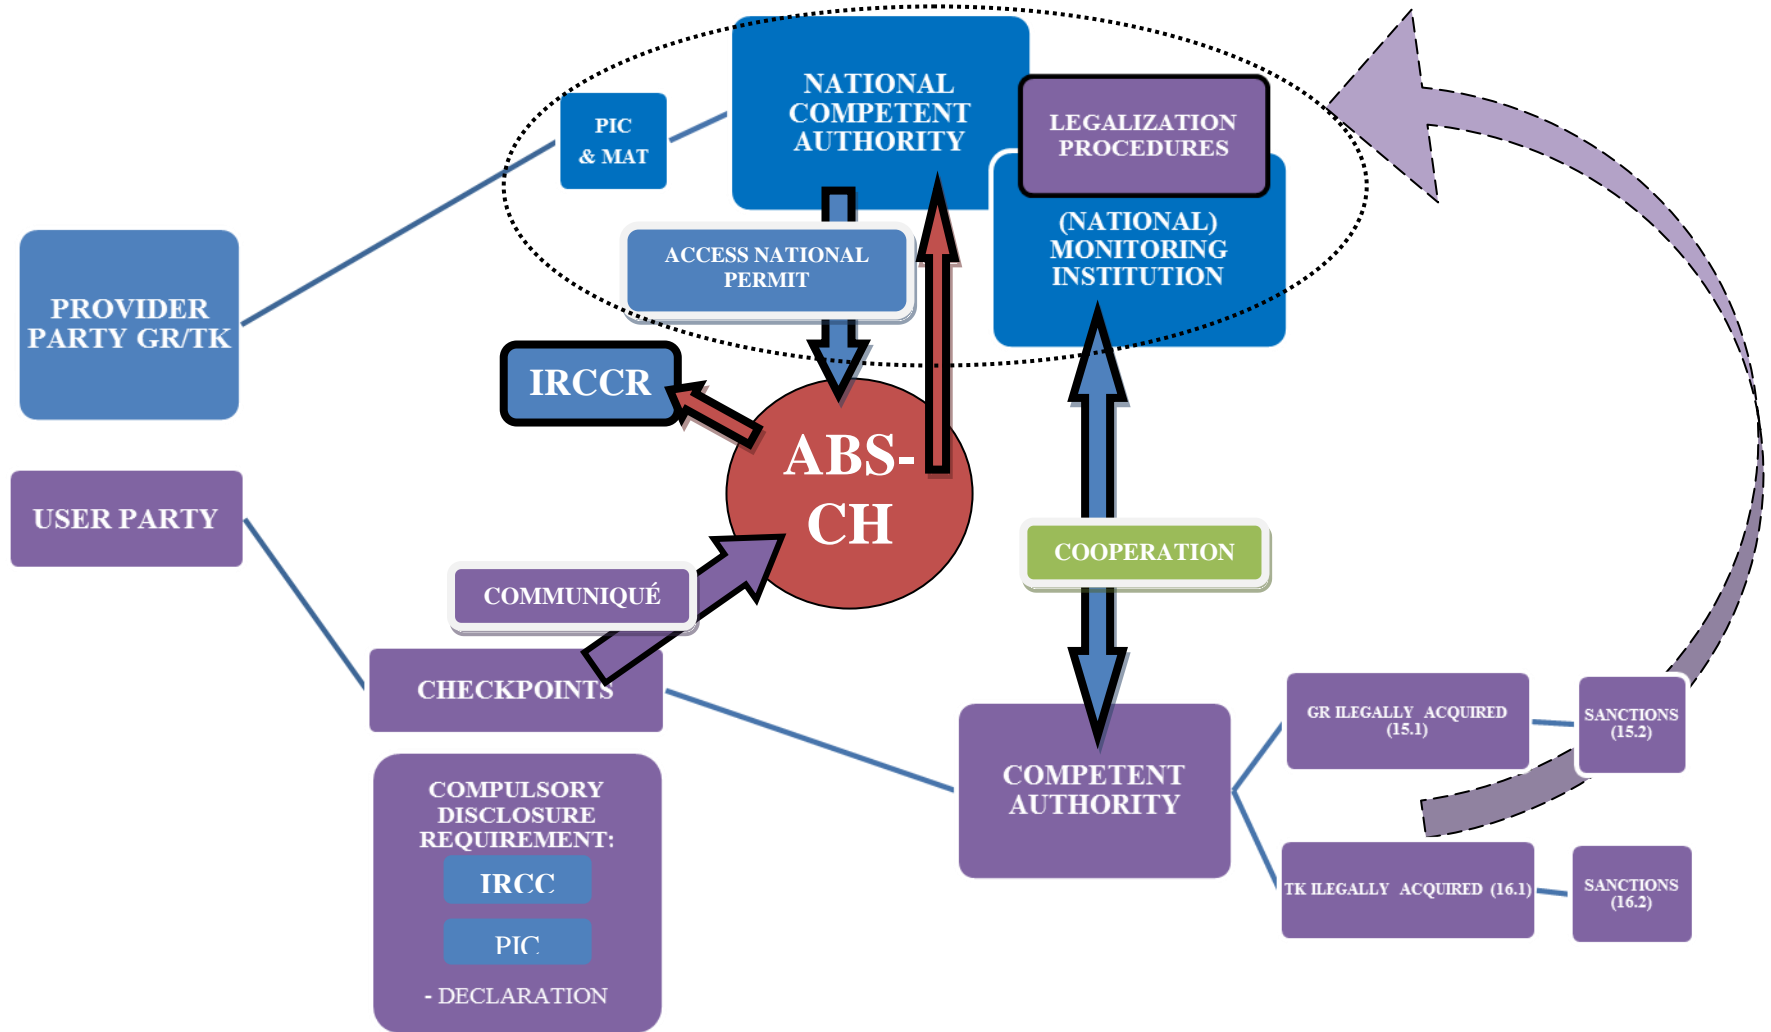 NATIONAL
COMPETENT
AUTHORITY
PIC
& MAT
LEGALIZATION
PROCEDURES
(NATIONAL)
MONITORING
INSTITUTION
ACCESS NATIONAL
PERMIT
PROVIDER
PARTY GR/TK
IRCCR
ABS-
CH
USER PARTY
COOPERATION
COMMUNIQUÉ
CHECKPOINTS
GR ILEGALLY ACQUIRED
(15.1)
SANCTIONS
(15.2)
COMPETENT
AUTHORITY
COMPULSORY
DISCLOSURE
REQUIREMENT:
IRCC
PIC
- DECLARATION
TK ILEGALLY ACQUIRED (16.1)
SANCTIONS
(16.2)